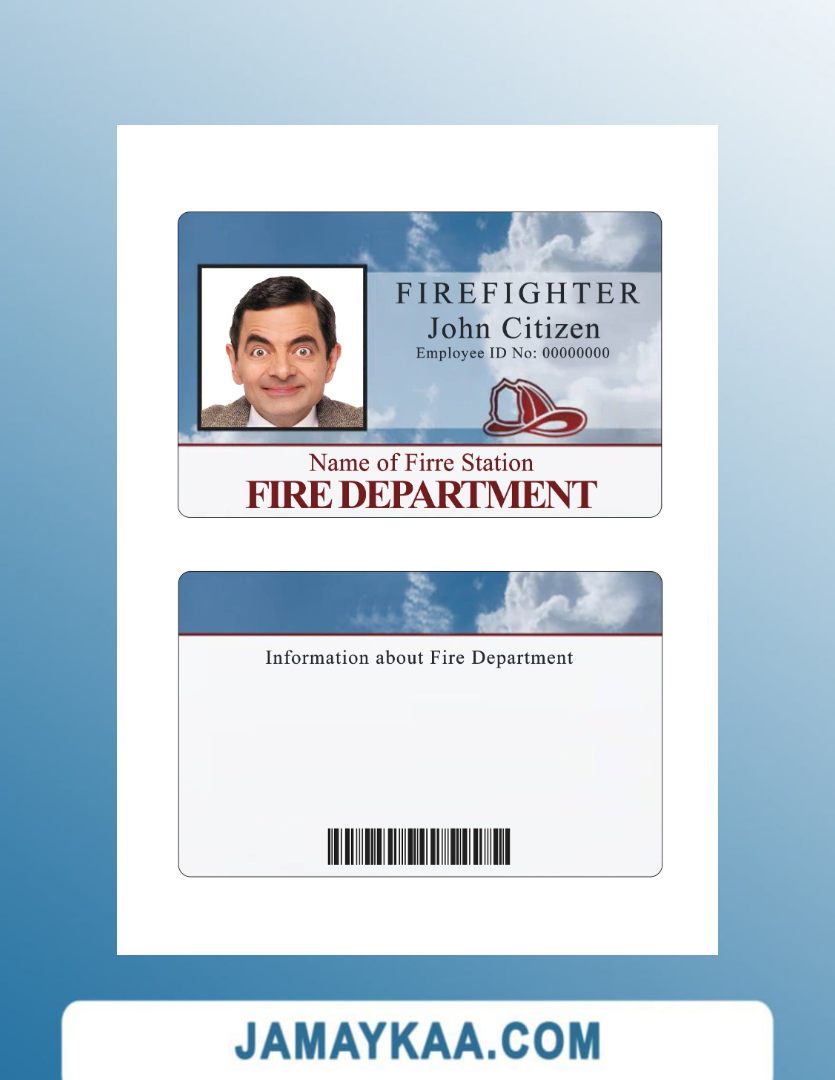 FIREFIGHTER
John Citizen
Employee ID No: 00000000
Name of Firre Station
FIRE DEPARTMENT
Information about Fire Department
JAMAYKAA.COM